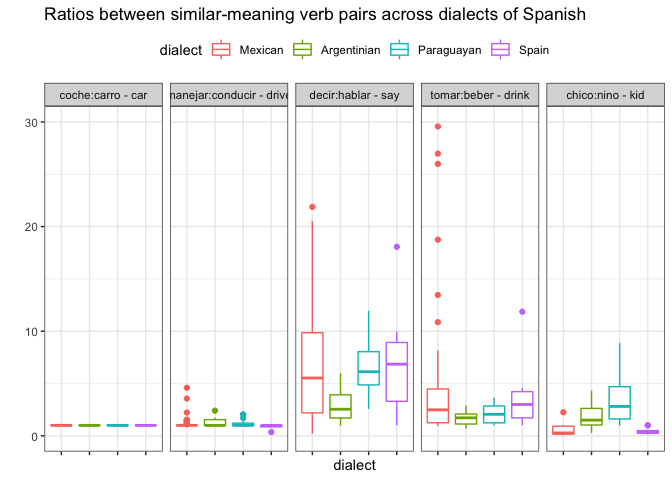 Ratios between similar-meaning verb pairs across dialects of Spanish
dialect Mexican Argentinian Paraguayan Spain
coche:carro - car manejar:conducir - drive decir:hablar - say tomar:beber - drink chico:nino - kid
30
20
10
0
dialect